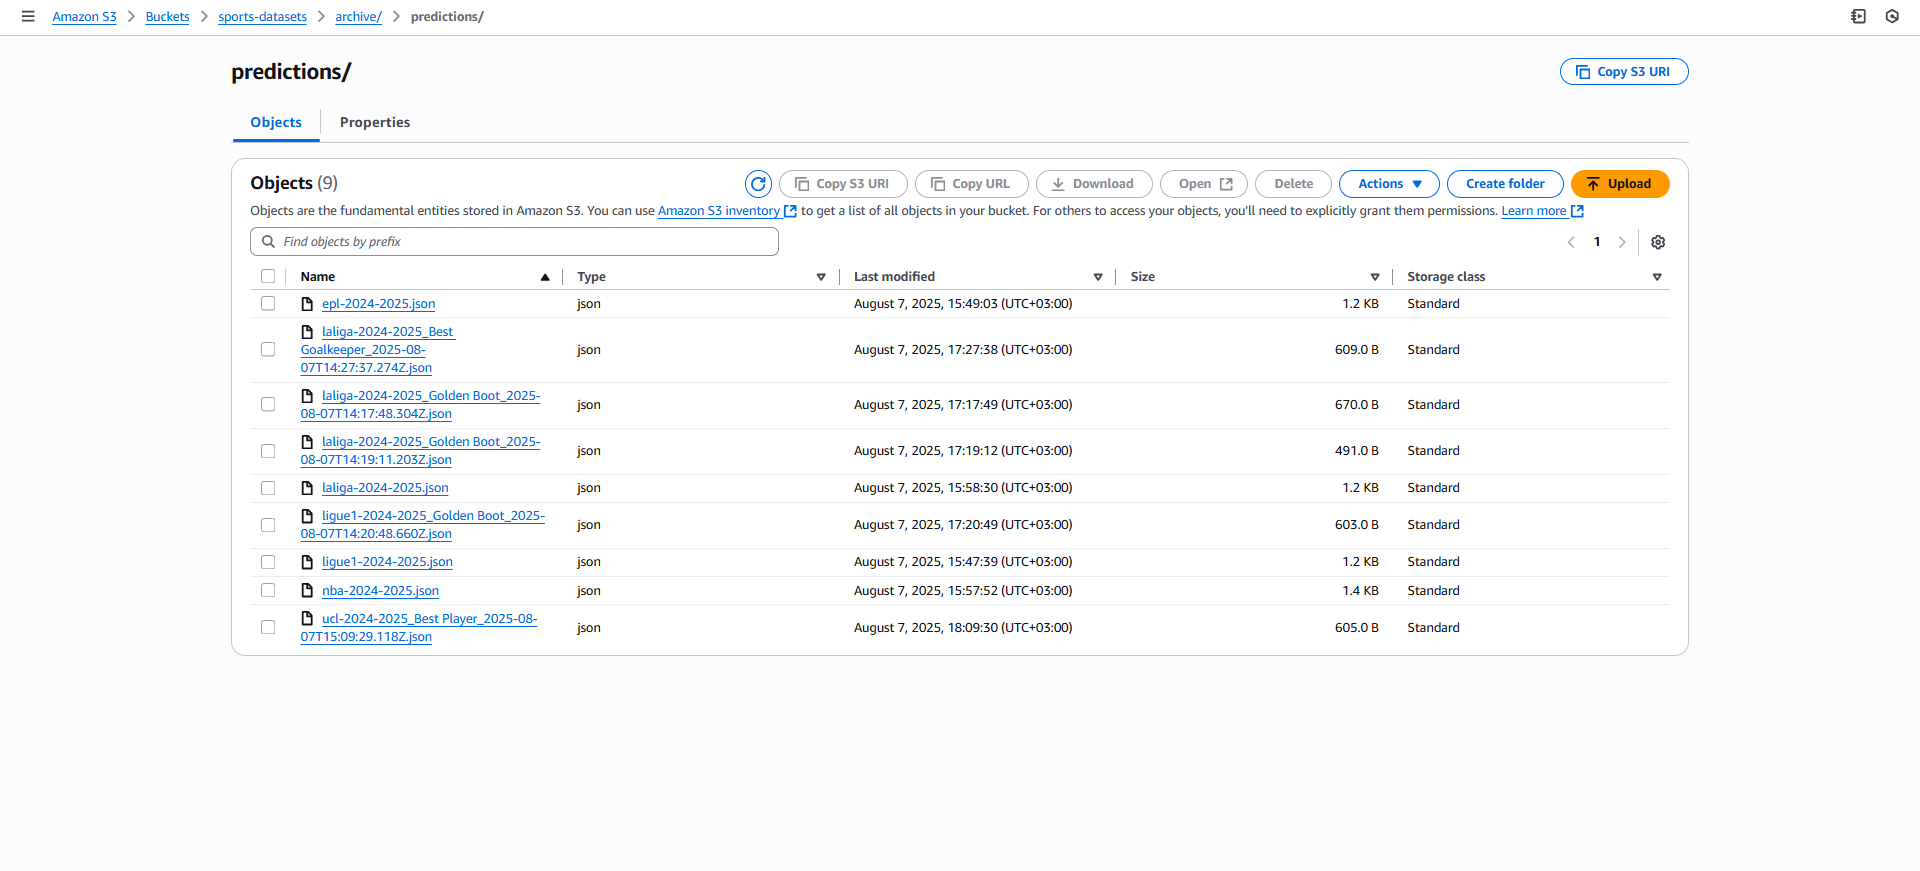 Amazon S3 > Buckets > sports-datasets > archive/ > predictions/
predictions/
Copy S3 URI
Objects
Properties
Objects (9)
Copy S3 URI
Copy URL
Download
Open
Delete
Actions
Create folder
Upload
Objects are the fundamental entities stored in Amazon S3. You can use Amazon S3 inventory to get a list of all objects in your bucket. For others to access your objects, you'll need to explicitly grant them permissions. Learn more
Find objects by prefix
1
Name Type Last modified Size Storage class
epl-2024-2025.json json August 7, 2025, 15:49:03 (UTC+03:00) 1.2 KB Standard
laliga-2024-2025_Best
Goalkeeper_2025-08-
07T14:27:37.274Z.json
json August 7, 2025, 17:27:38 (UTC+03:00) 609.0 B Standard
laliga-2024-2025_Golden Boot_2025-
08-07T14:17:48.304Z.json
json August 7, 2025, 17:17:49 (UTC+03:00) 670.0 B Standard
laliga-2024-2025_Golden Boot_2025-
08-07T14:19:11.203Z.json
json August 7, 2025, 17:19:12 (UTC+03:00) 491.0 B Standard
laliga-2024-2025.json json August 7, 2025, 15:58:30 (UTC+03:00) 1.2 KB Standard
ligue1-2024-2025_Golden Boot_2025-
08-07T14:20:48.660Z.json
json August 7, 2025, 17:20:49 (UTC+03:00) 603.0 B Standard
ligue1-2024-2025.json json August 7, 2025, 15:47:39 (UTC+03:00) 1.2 KB Standard
nba-2024-2025.json json August 7, 2025, 15:57:52 (UTC+03:00) 1.4 KB Standard
ucl-2024-2025_Best Player_2025-08-
07T15:09:29.118Z.json
json August 7, 2025, 18:09:30 (UTC+03:00) 605.0 B Standard